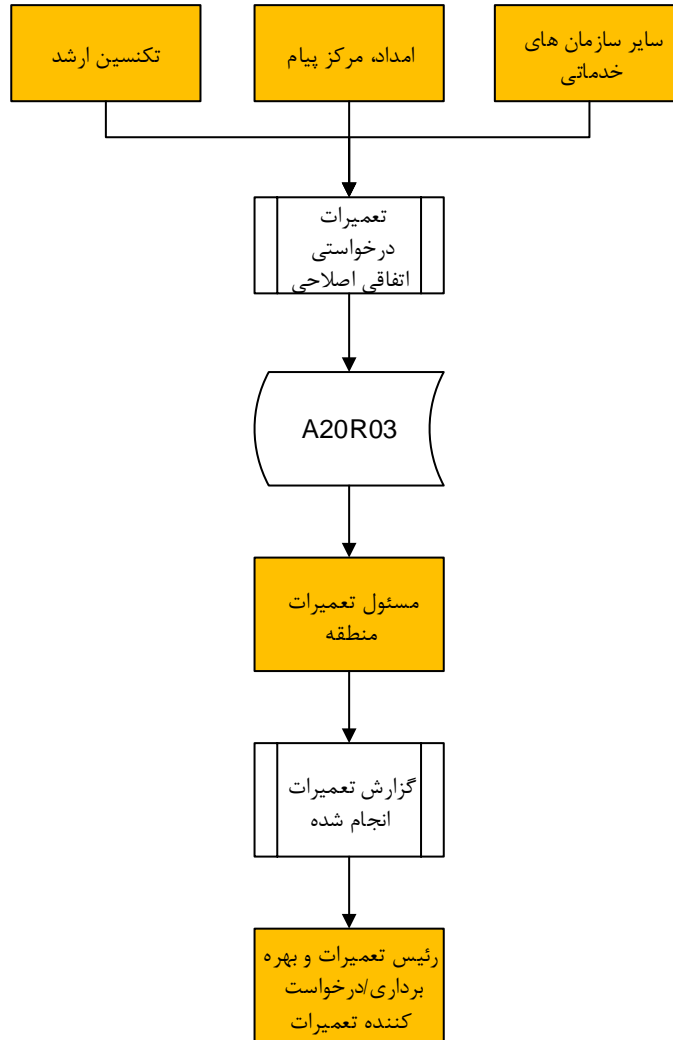 سایر سازمان های
خدماتی
امداد، مرکز پیام
تکنسین ارشد
تعمیرات
درخواستی
اتفاقی اصلاحی
A20R03
مسئول تعمیرات
منطقه
گزارش تعمیرات
انجام شده
رئیس تعمیرات و بهره
برداری/درخواست
کننده تعمیرات